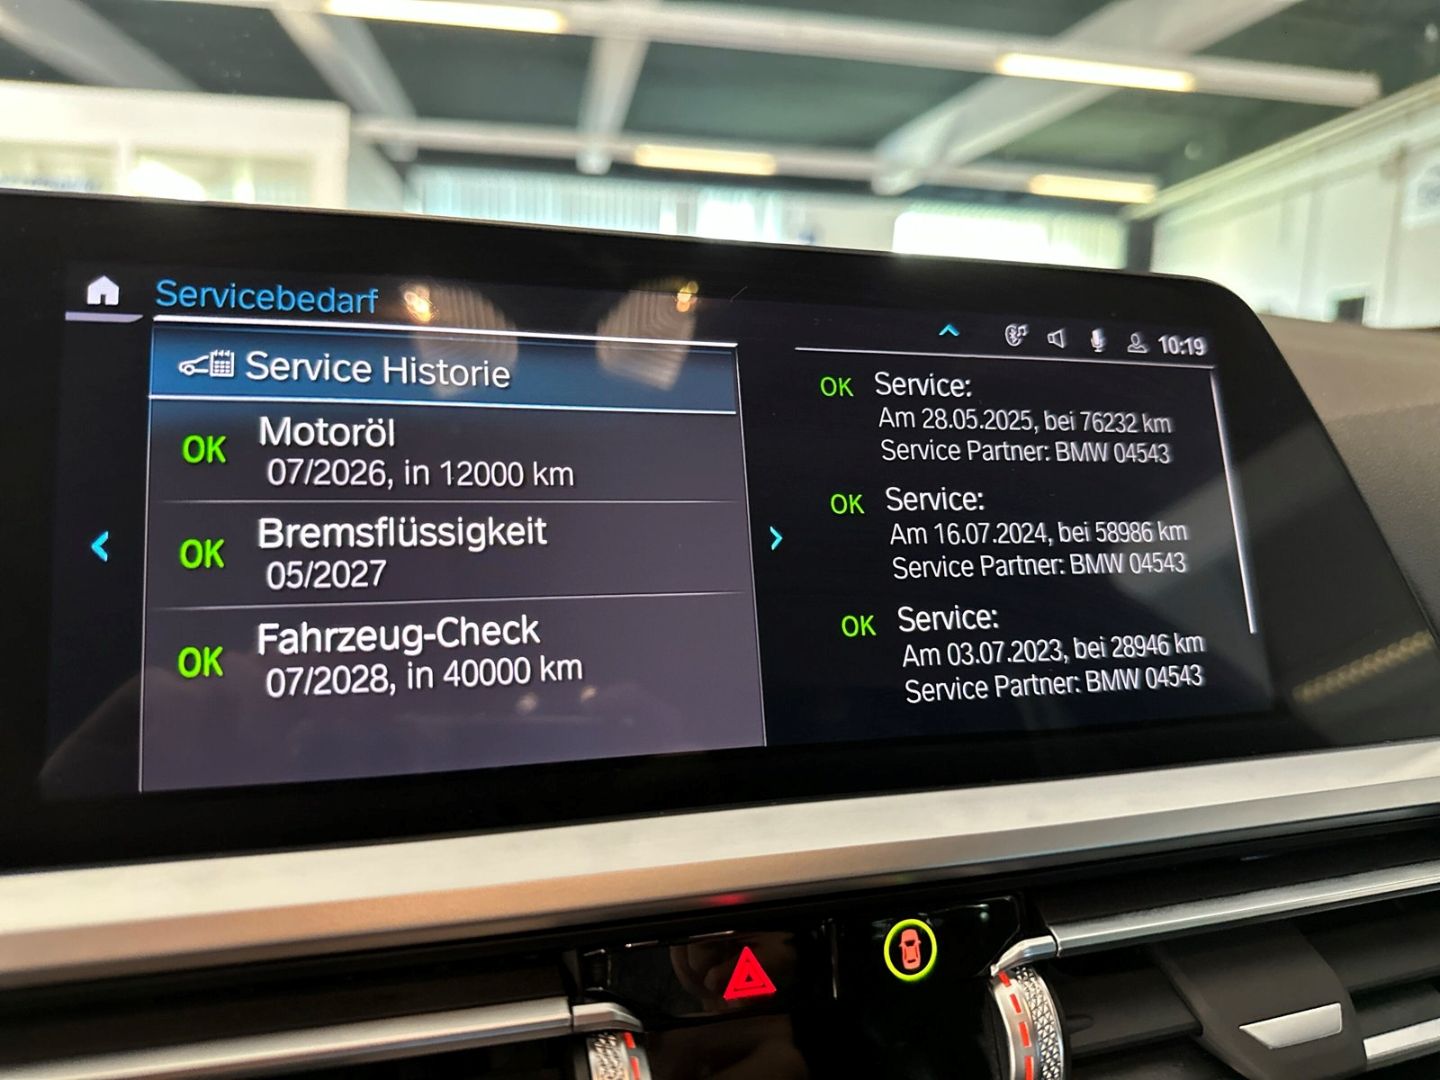 Servicebedarf
10:19
Service Historie
OK Motoröl
07/2026, in 12000 km
OK Bremsflüssigkeit
05/2027
OK Fahrzeug-Check
07/2028, in 40000 km
OK Service:
Am 28.05.2025, bei 76232 km
Service Partner: BMW 04543
OK Service:
Am 16.07.2024, bei 58986 km
Service Partner: BMW 04543
OK Service:
Am 03.07.2023, bei 28946 km
Service Partner: BMW 04543